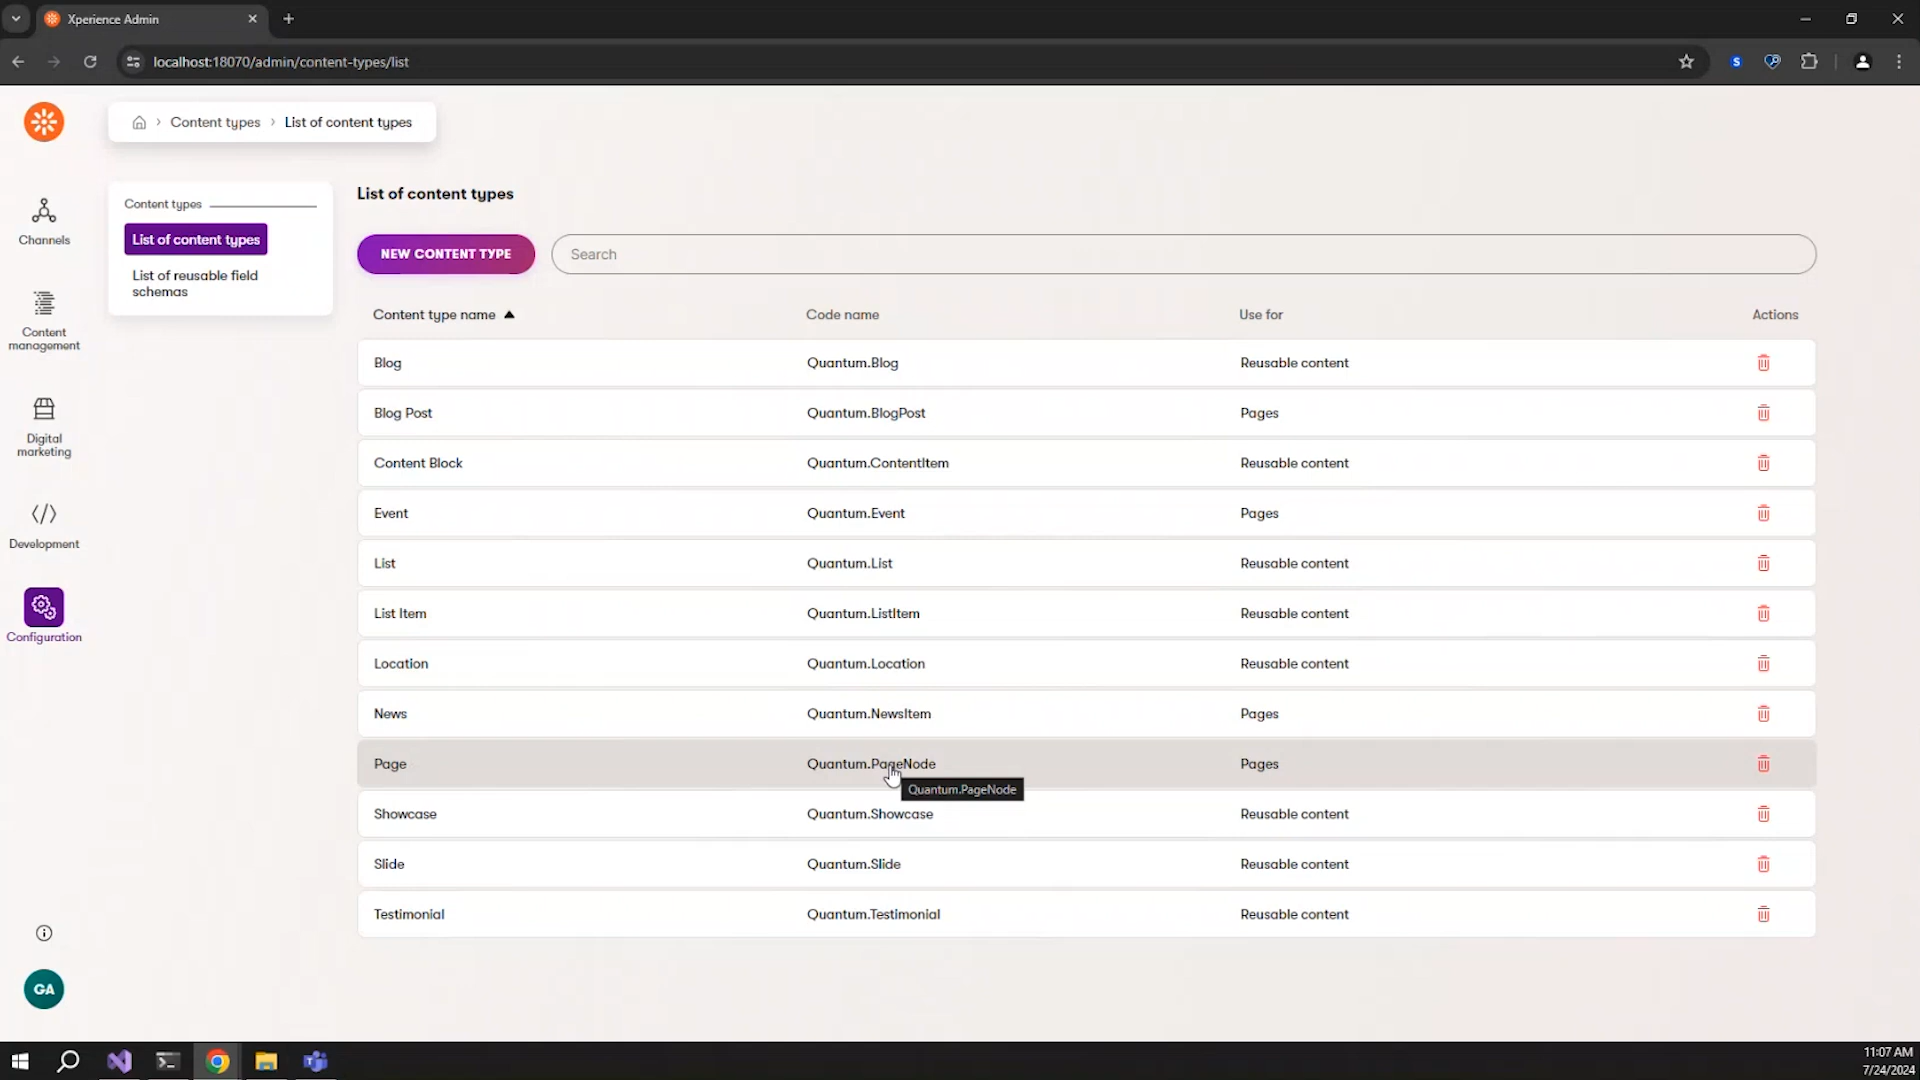 Xperience Admin
localhost:18070/admin/content-types/list
S
Content types
List of content types
Channels
Content management
Digital marketing
Development
Configuration
GA
Content types
List of content types
List of reusable field
schemas
List of content types
NEW CONTENT TYPE
Search
Content type name Code name Use for Actions
Blog Quantum.Blog Reusable content
Blog Post Quantum.BlogPost Pages
Content Block Quantum.ContentItem Reusable content
Event Quantum.Event Pages
List Quantum.List Reusable content
List Item Quantum.ListItem Reusable content
Location Quantum.Location Reusable content
News Quantum.NewsItem Pages
Page Quantum.PageNode Pages
Quantum.PageNode
Showcase Quantum.Showcase Reusable content
Slide Quantum.Slide Reusable content
Testimonial Quantum.Testimonial Reusable content
11:07 AM
7/24/2024